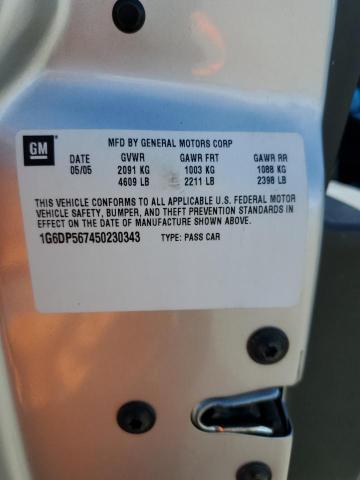 GM
MFD BY GENERAL MOTORS CORP
DATE GVWR GAWR FRT GAWR RR
05/05 2091 KG 1003 KG 1088 KG
4609 LB 2211 LB 2398 LB
THIS VEHICLE CONFORMS TO ALL APPLICABLE U.S. FEDERAL MOTOR
VEHICLE SAFETY, BUMPER, AND THEFT PREVENTION STANDARDS IN
EFFECT ON THE DATE OF MANUFACTURE SHOWN ABOVE.
1G6DP567450230343 TYPE: PASS CAR